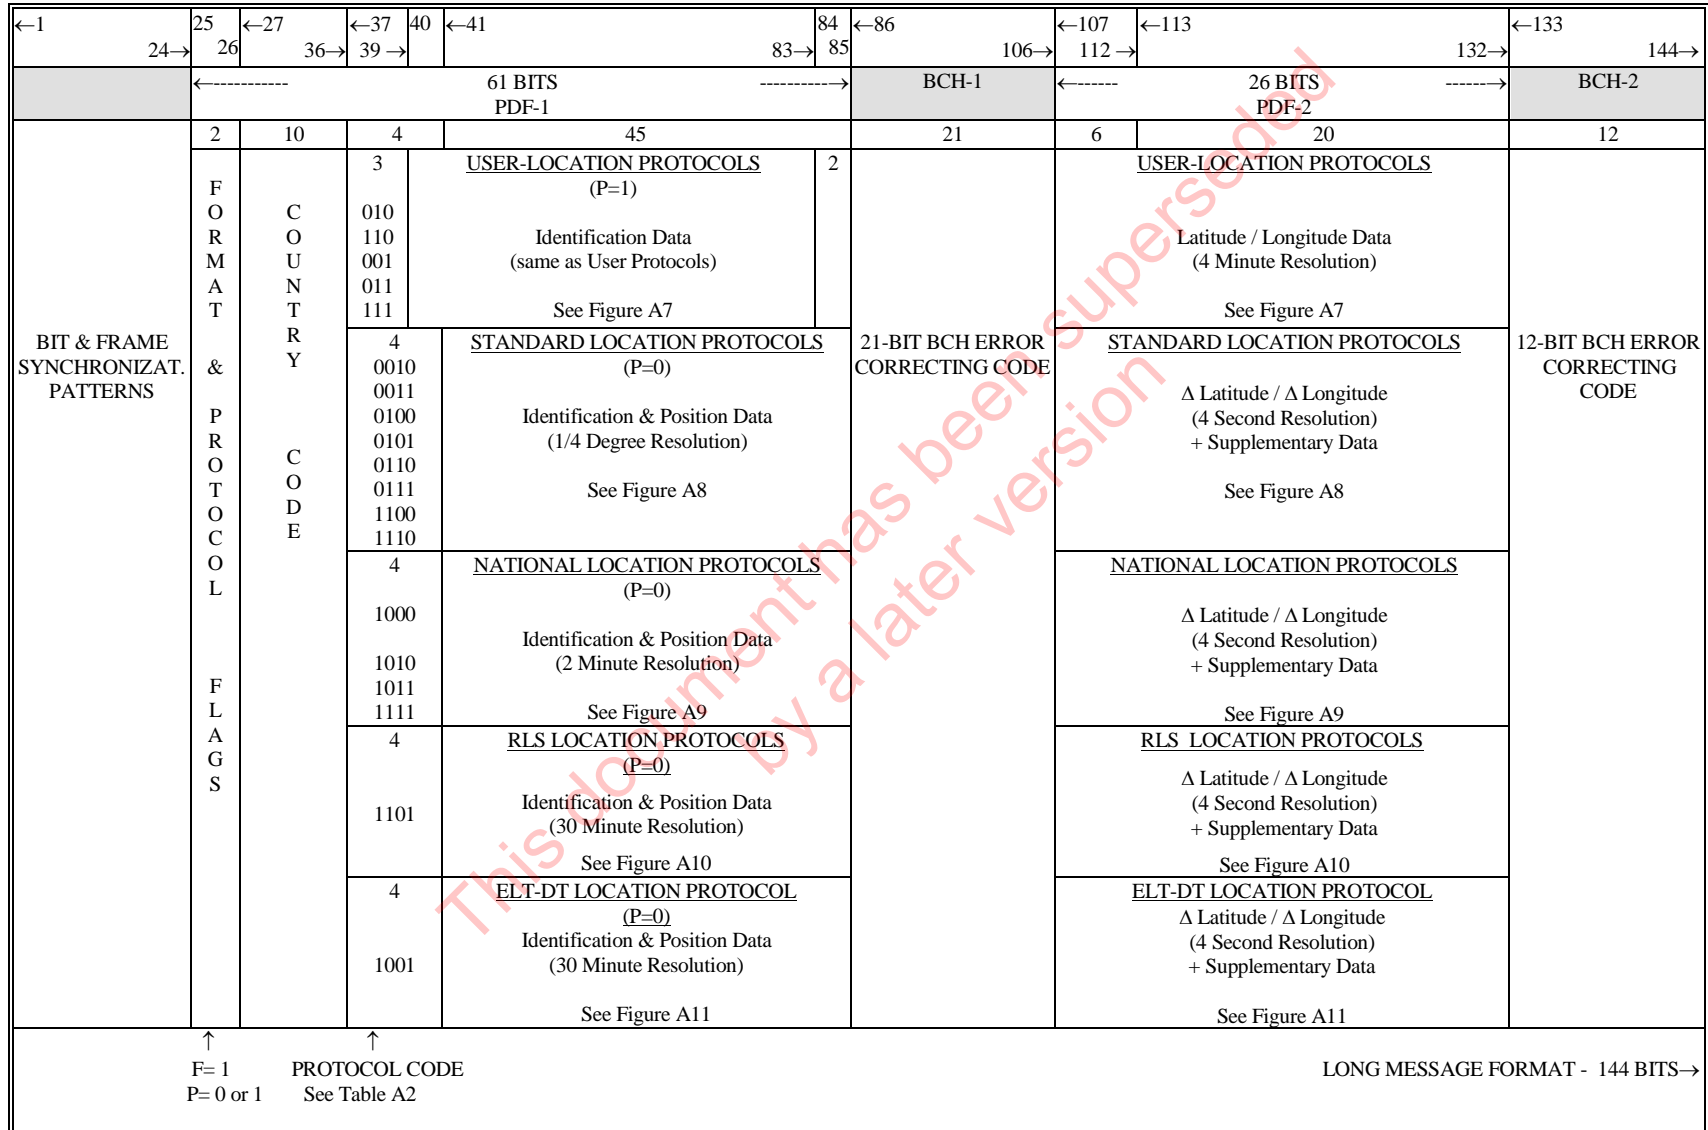 ←1 25 ←27 ←37 40 ←41 84 ←86 ←107 ←113 ←133
24→ 26 36→ 39 → 83→ 85 106→ 112 → 132→ 144→
←----------- 61 BITS ----------→ BCH-1 ←------ 26 BITS ------→ BCH-2
PDF-1 PDF-2
2 10 4 45 21 6 20 12
F
O
R
M
A
T
&
P
R
O
T
O
C
O
L
F
L
A
G
S
C
O
U
N
T
R
Y
C
O
D
E
BIT & FRAME
SYNCHRONIZAT.
PATTERNS
3 USER-LOCATION PROTOCOLS 2
(P=1)
010
110 Identification Data
001 (same as User Protocols)
011
111 See Figure A7
4 STANDARD LOCATION PROTOCOLS
0010 (P=0)
0011
0100 Identification & Position Data
0101 (1/4 Degree Resolution)
0110
0111 See Figure A8
1100
1110
4 NATIONAL LOCATION PROTOCOLS
(P=0)
1000
Identification & Position Data
1010 (2 Minute Resolution)
1011
1111 See Figure A9
4 RLS LOCATION PROTOCOLS
(P=0)
Identification & Position Data
1101 (30 Minute Resolution)
See Figure A10
4 ELT-DT LOCATION PROTOCOL
(P=0)
Identification & Position Data
1001 (30 Minute Resolution)
See Figure A11
21-BIT BCH ERROR
CORRECTING CODE
USER-LOCATION PROTOCOLS
Latitude / Longitude Data
(4 Minute Resolution)
See Figure A7
STANDARD LOCATION PROTOCOLS
Δ Latitude / Δ Longitude
(4 Second Resolution)
+ Supplementary Data
See Figure A8
NATIONAL LOCATION PROTOCOLS
Δ Latitude / Δ Longitude
(4 Second Resolution)
+ Supplementary Data
See Figure A9
RLS LOCATION PROTOCOLS
Δ Latitude / Δ Longitude
(4 Second Resolution)
+ Supplementary Data
See Figure A10
ELT-DT LOCATION PROTOCOL
Δ Latitude / Δ Longitude
(4 Second Resolution)
+ Supplementary Data
See Figure A11
12-BIT BCH ERROR
CORRECTING
CODE
↑ ↑
F= 1 PROTOCOL CODE LONG MESSAGE FORMAT - 144 BITS→
P= 0 or 1 See Table A2
This document has been superseded
by a later version